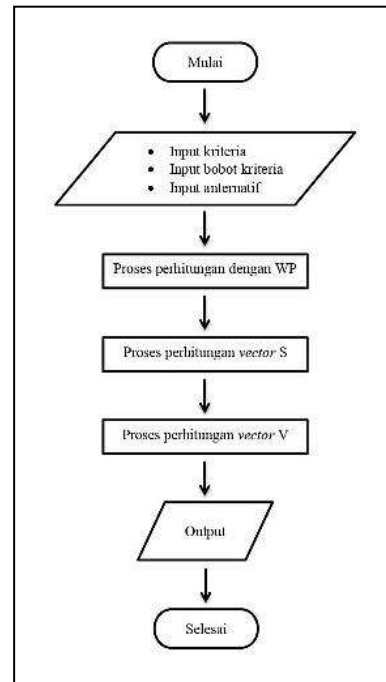 Mulai
• Input kriteria
• Input bobot kriteria
• Input anternatif
Proses perhitungan dengan WP
Proses perhitungan vector S
Proses perhitungan vector V
Output
Selesai